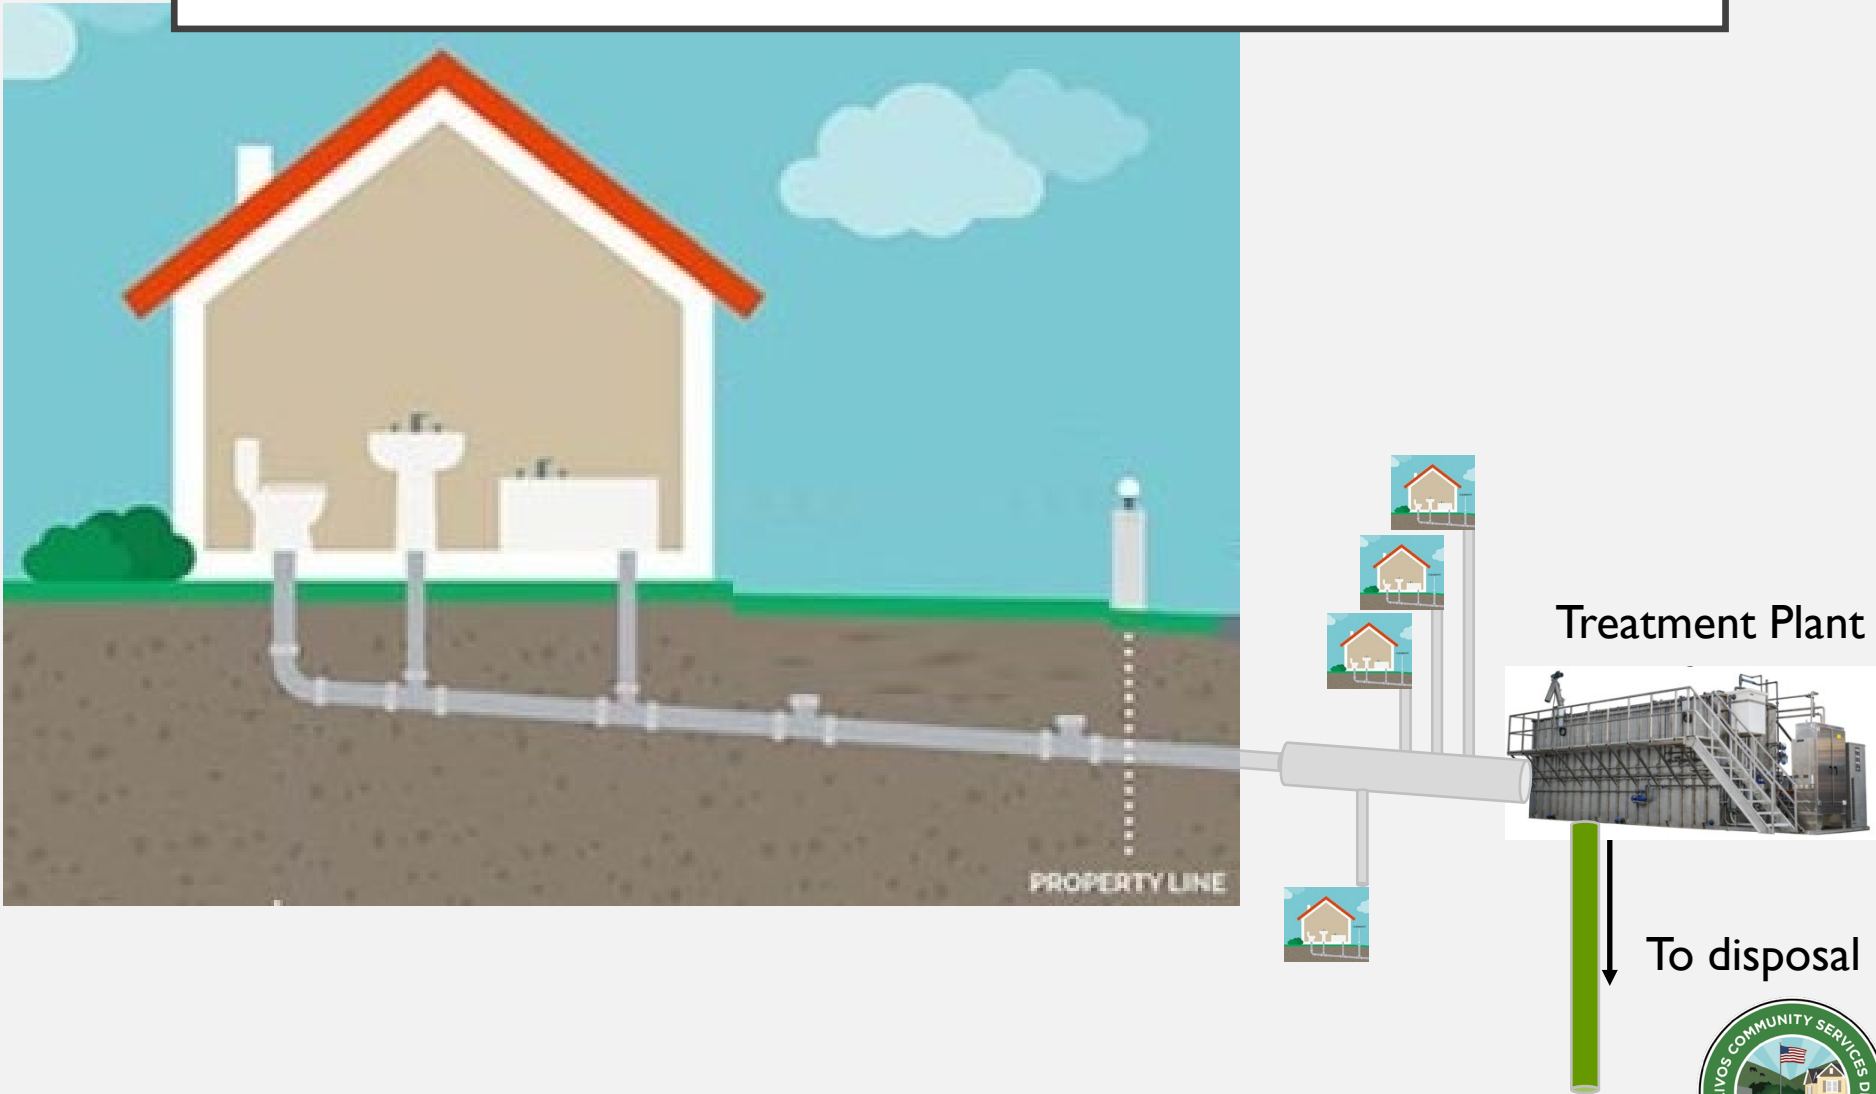 Treatment Plant
PROPERTY LINE
To disposal
COMMUNITY SERVICES